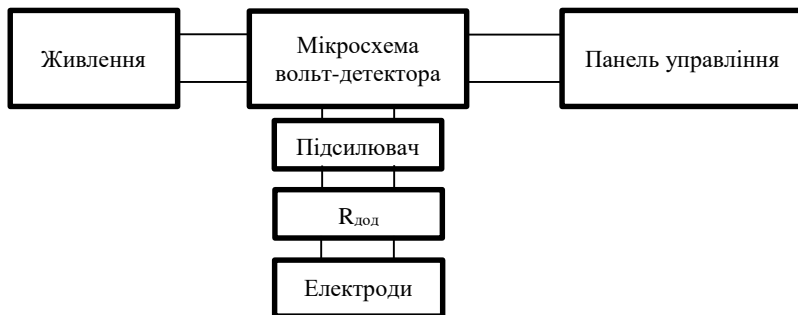 Живлення
Мікросхема
вольт-детектора
Панель управління
Підсилювач
Rдод
Електроди